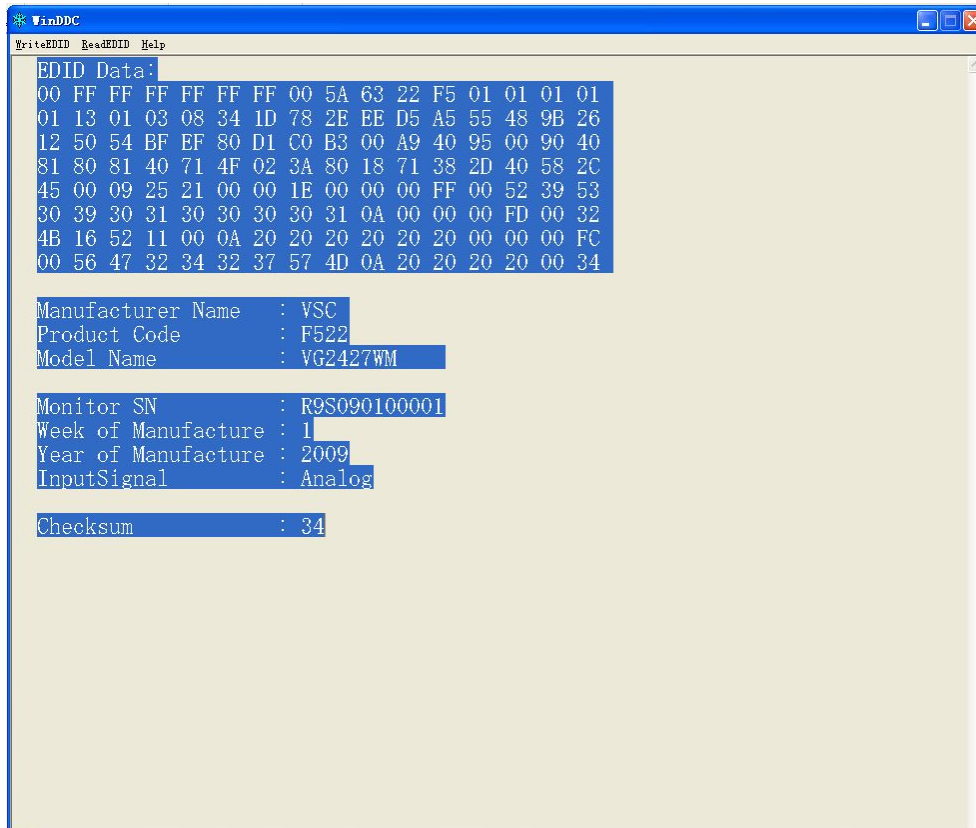 WinDDC
WriteEDID ReadEDID Help
EDID Data:
00 FF FF FF FF FF FF 00 5A 63 22 F5 01 01 01 01
01 13 01 03 08 34 1D 78 2E EE D5 A5 55 48 9B 26
12 50 54 BF EF 80 D1 C0 B3 00 A9 40 95 00 90 40
81 80 81 40 71 4F 02 3A 80 18 71 38 2D 40 58 2C
45 00 09 25 21 00 00 1E 00 00 00 FF 00 52 39 53
30 39 30 31 30 30 30 30 31 0A 00 00 00 FD 00 32
4B 16 52 11 00 0A 20 20 20 20 20 20 00 00 00 FC
00 56 47 32 34 32 37 57 4D 0A 20 20 20 20 00 34
Manufacturer Name : VSC
Product Code : F522
Model Name : VG2427WM
Monitor SN : R9S090100001
Week of Manufacture : 1
Year of Manufacture : 2009
InputSignal : Analog
Checksum : 34